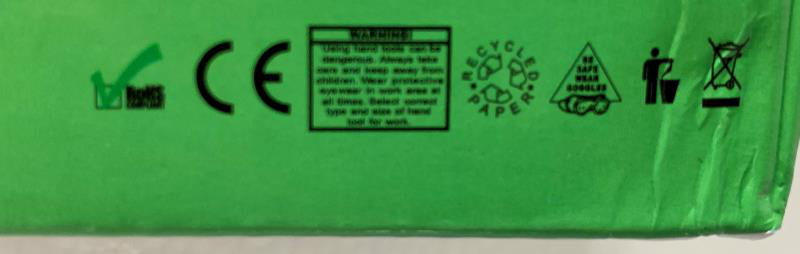 RoHS
COMPLIANT
CE
WARNING!
Using hand tools can be
dangerous. Always take
care and keep away from
children. Wear protective
eyewear in work area at
all times. Select correct
type and size of hand
tool for work.
RECYCLED
PAPER
BE
SAFE
WEAR
GOGGLES